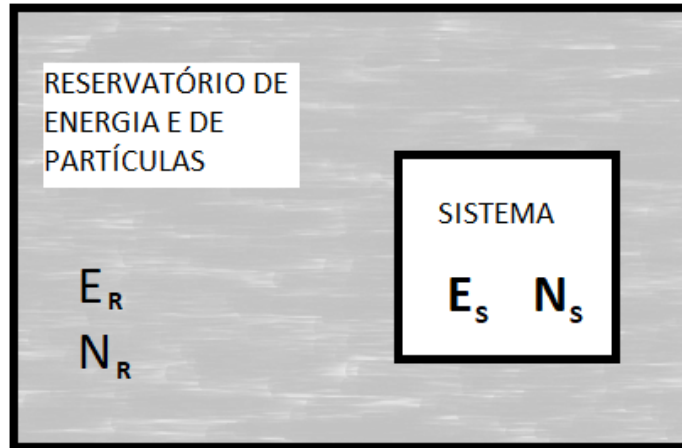 RESERVATÓRIO DE
ENERGIA E DE
PARTÍCULAS
SISTEMA
E_S N_S
E_R
N_R